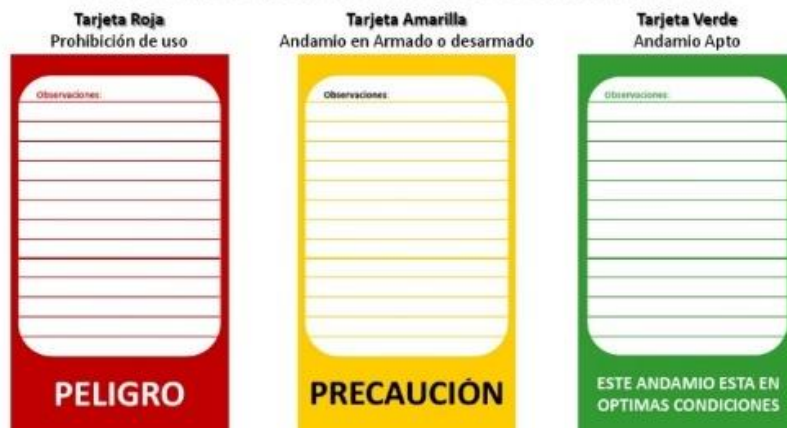 Tarjeta Roja
Prohibición de uso
Observaciones:
PELIGRO
Tarjeta Amarilla
Andamio en Armado o desarmado
Observaciones:
PRECAUCIÓN
Tarjeta Verde
Andamio Apto
Observaciones:
ESTE ANDAMIO ESTA EN
OPTIMAS CONDICIONES